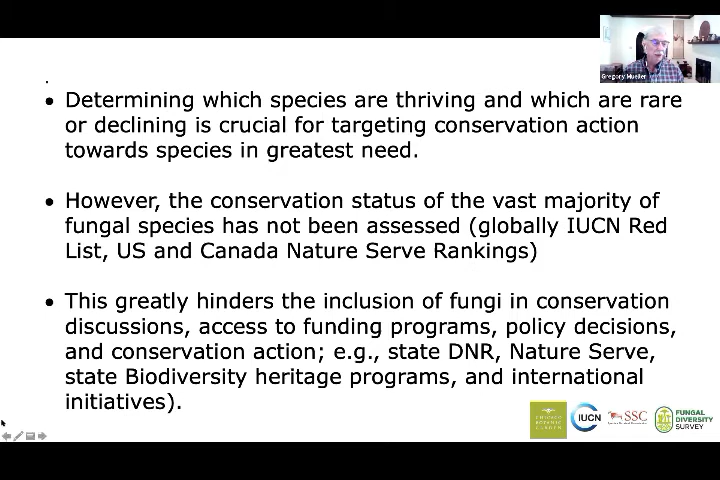 Gregory Mueller
.
• Determining which species are thriving and which are rare
or declining is crucial for targeting conservation action
towards species in greatest need.
• However, the conservation status of the vast majority of
fungal species has not been assessed (globally IUCN Red
List, US and Canada Nature Serve Rankings)
• This greatly hinders the inclusion of fungi in conservation
discussions, access to funding programs, policy decisions,
and conservation action; e.g., state DNR, Nature Serve,
state Biodiversity heritage programs, and international
initiatives).
CHICAGO
BOTANIC
GARDEN
IUCN
SSC
FUNGAL
DIVERSITY
SURVEY